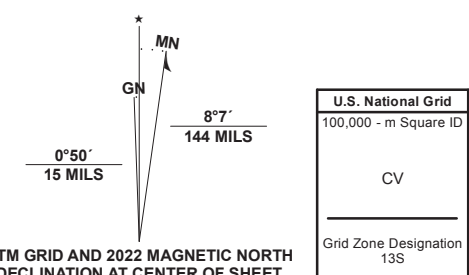 ★
MN
GN
8°7´
144 MILS
0°50´
15 MILS
TM GRID AND 2022 MAGNETIC NORTH
DECLINATION AT CENTER OF SHEET
U.S. National Grid
100,000 - m Square ID
CV
Grid Zone Designation
13S